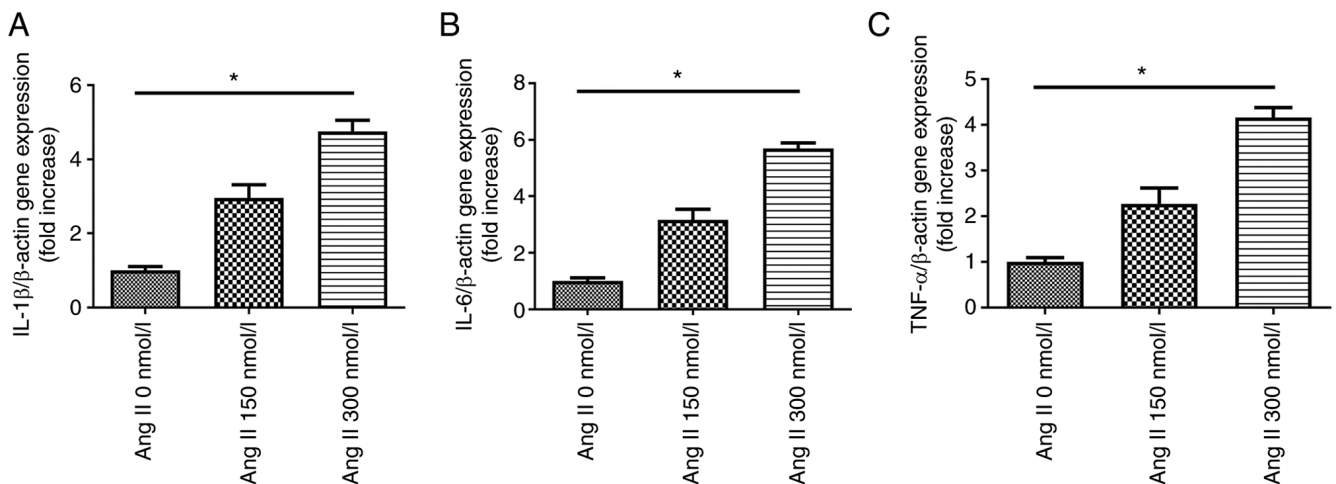 A
IL-1β/β-actin gene expression
(fold increase)
6
4
2
0
*
Ang II 0 nmol/l
Ang II 150 nmol/l
Ang II 300 nmol/l
B
IL-6/β-actin gene expression
(fold increase)
8
6
4
2
0
*
Ang II 0 nmol/l
Ang II 150 nmol/l
Ang II 300 nmol/l
C
TNF-α/β-actin gene expression
(fold increase)
5
4
3
2
1
0
*
Ang II 0 nmol/l
Ang II 150 nmol/l
Ang II 300 nmol/l